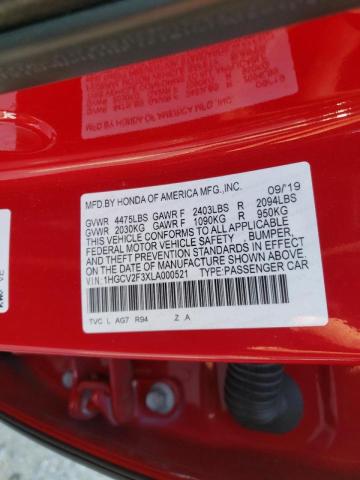 MFD.BY HONDA OF AMERICA MFG.,INC. 09/19
GVWR 4475LBS GAWR F 2403LBS R 2094LBS
GVWR 2030KG GAWR F 1090KG R 950KG
THIS VEHICLE CONFORMS TO ALL APPLICABLE
FEDERAL MOTOR VEHICLE SAFETY BUMPER,
AND THEFT PREVENTION STANDARDS IN EFFECT
ON THE DATE OF MANUFACTURE SHOWN ABOVE.
V I N: 1HGCV2F3XLA000521 TYPE:PASSENGER CAR
TVC L AG7 R94 Z A